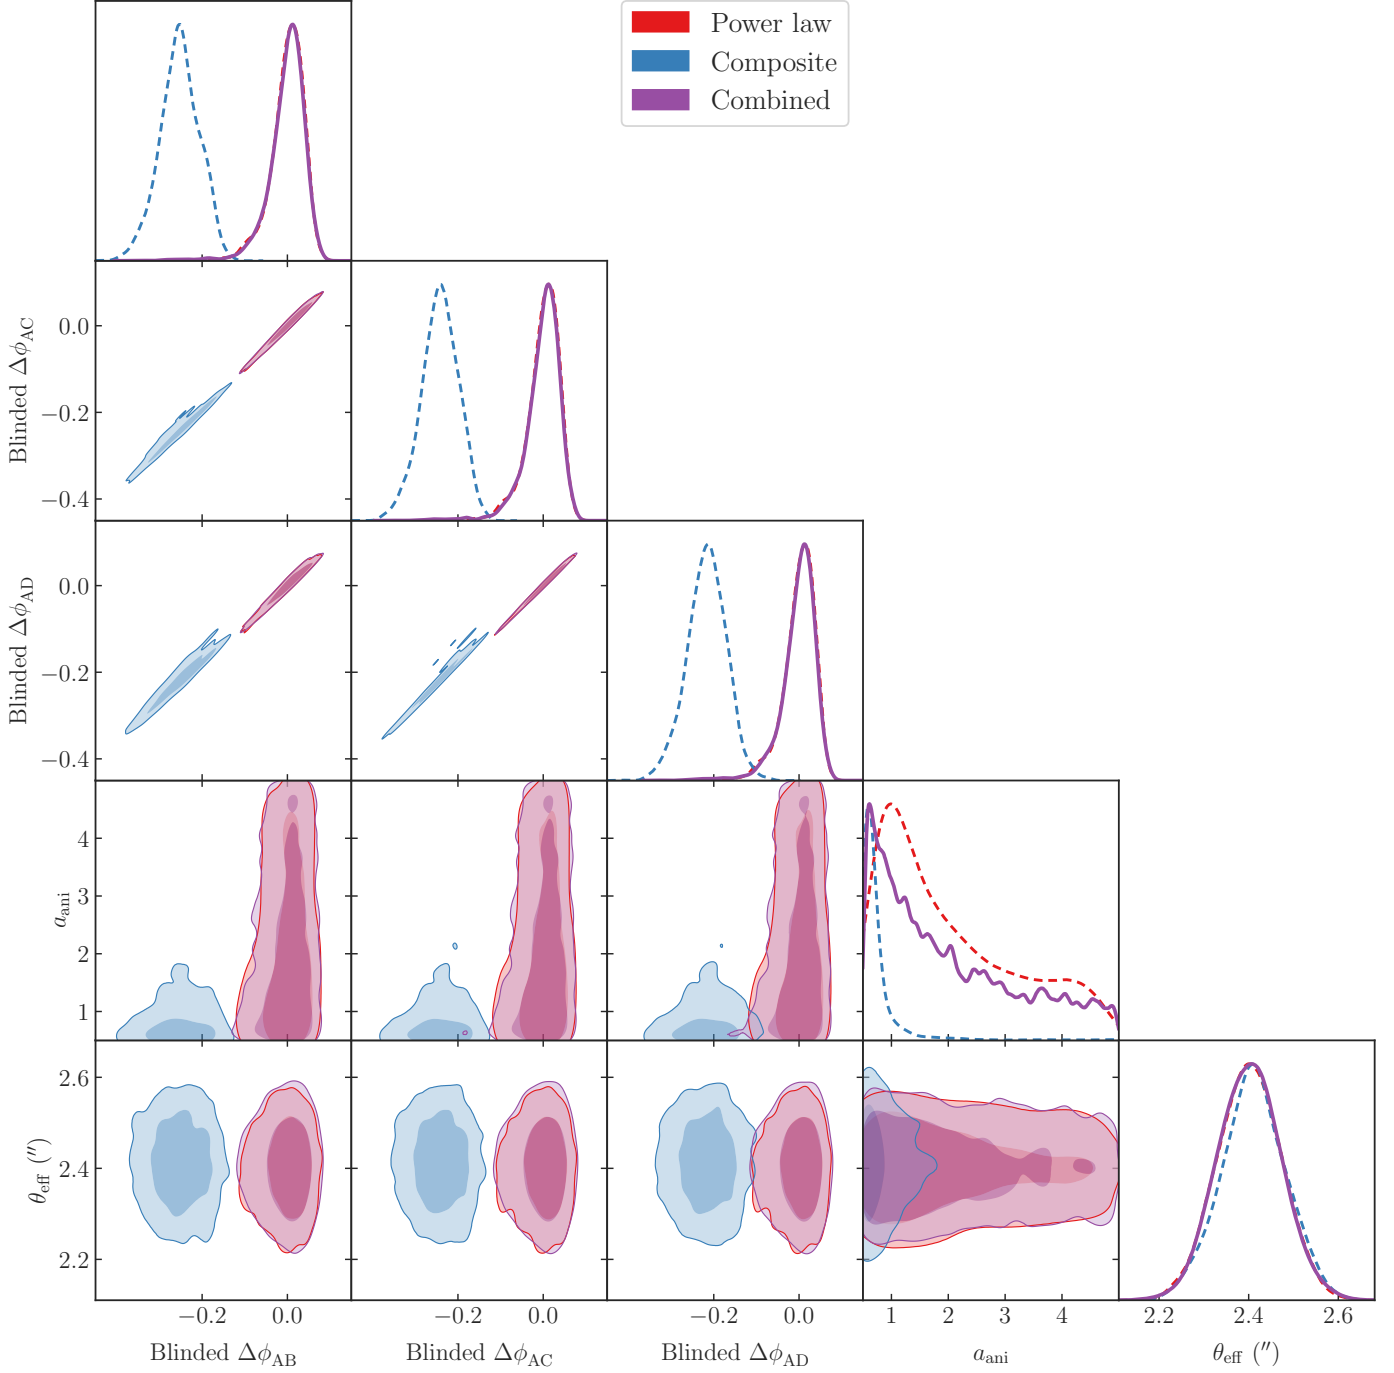 Power law
Composite
Combined
Blinded Δϕ_AC
0.0
−0.2
−0.4
Blinded Δϕ_AD
0.0
−0.2
−0.4
a_ani
4
3
2
1
θ_eff (″)
2.6
2.4
2.2
−0.2 0.0 −0.2 0.0 −0.2 0.0 1 2 3 4 2.2 2.4 2.6
Blinded Δϕ_AB Blinded Δϕ_AC Blinded Δϕ_AD a_ani θ_eff (″)